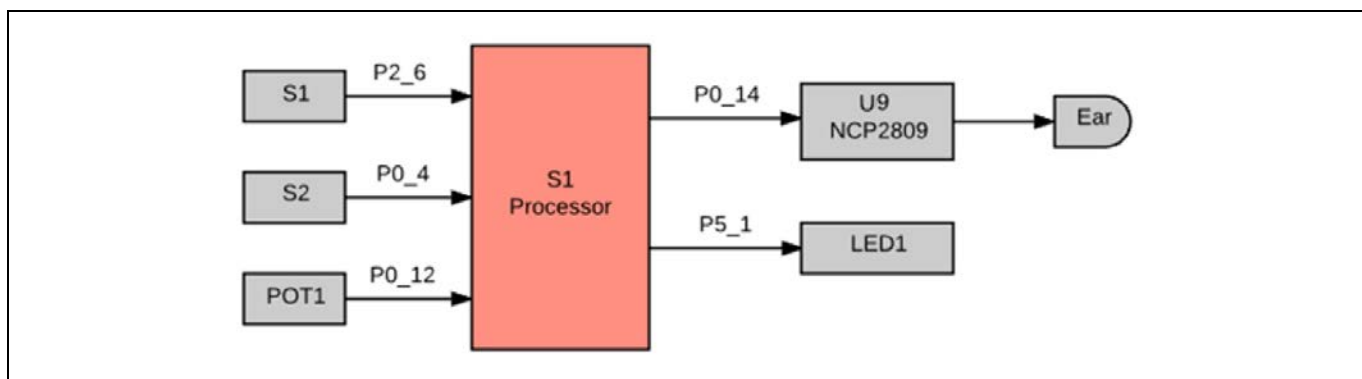 S1
P2_6
S2
P0_4
POT1
P0_12
S1
Processor
P0_14
U9
NCP2809
Ear
P5_1
LED1